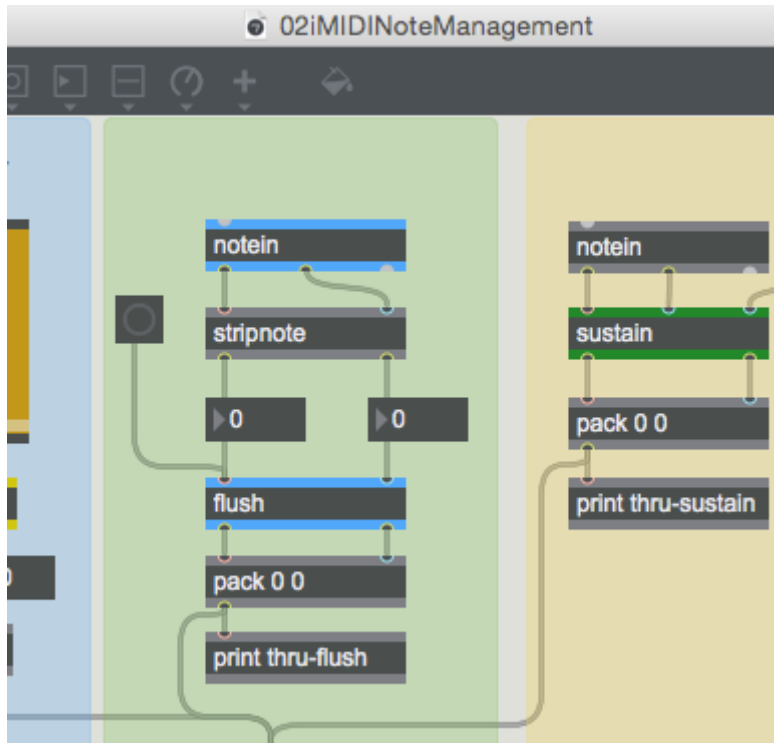 02iMIDINoteManagement
notein
stripnote
0
0
flush
pack 0 0
print thru-flush
notein
sustain
pack 0 0
print thru-sustain